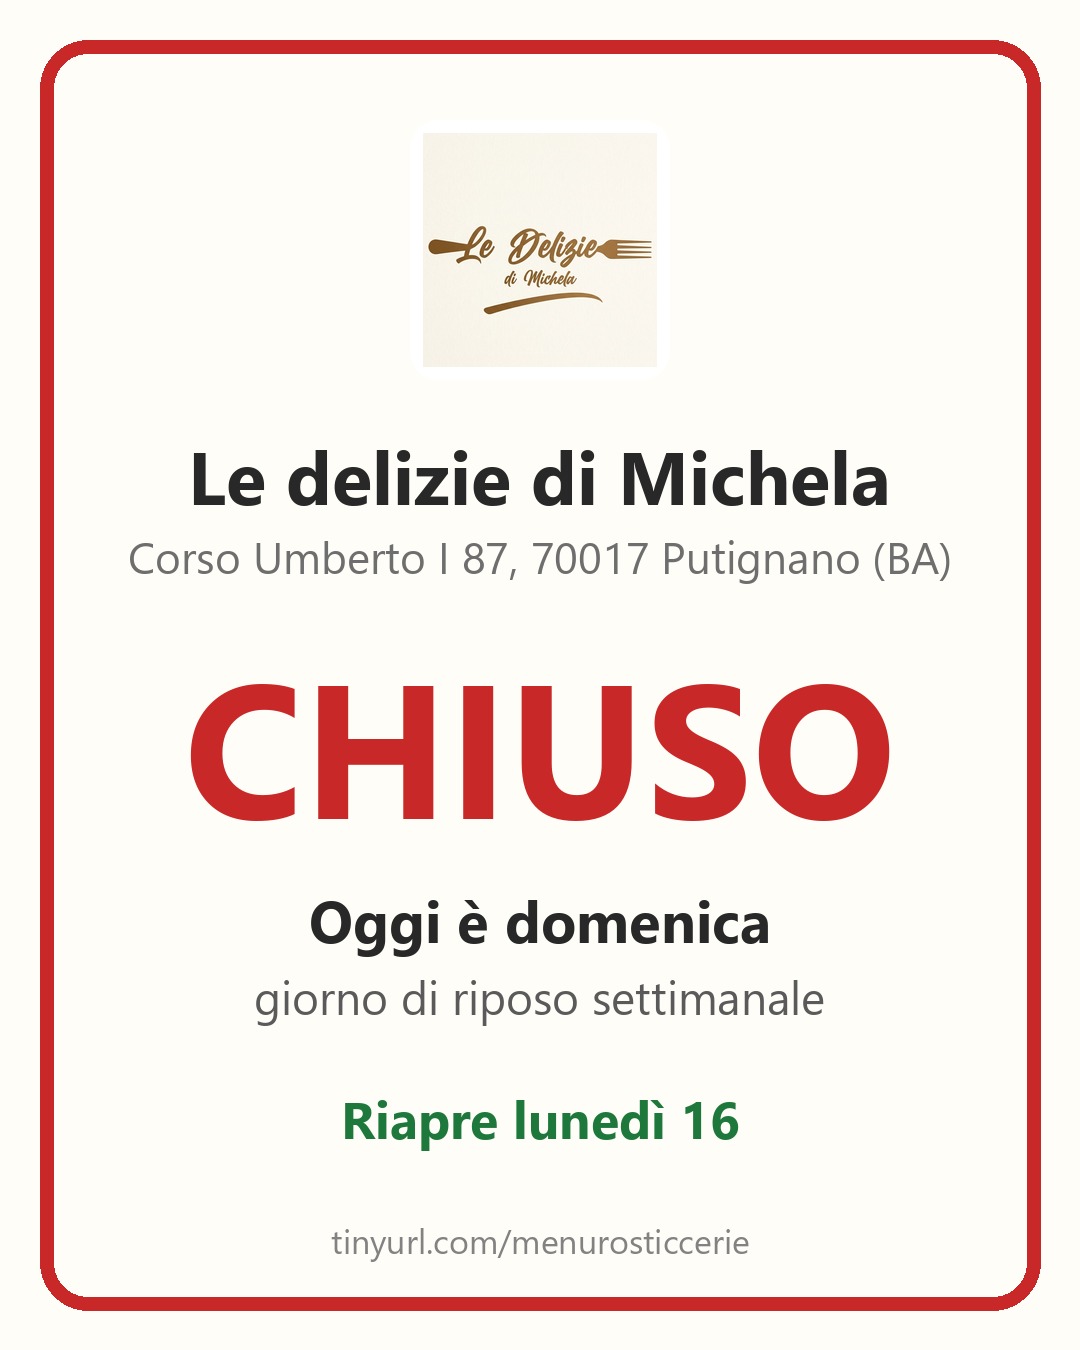 Le Delizie
di Michela
Le delizie di Michela
Corso Umberto I 87, 70017 Putignano (BA)
CHIUSO
Oggi è domenica
giorno di riposo settimanale
Riapre lunedì 16
tinyurl.com/menurosticcerie